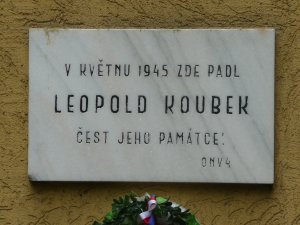 V KVĚTNU 1945 ZDE PADL
LEOPOLD KOUBEK
ČEST JEHO PAMÁTCE!
ONV4